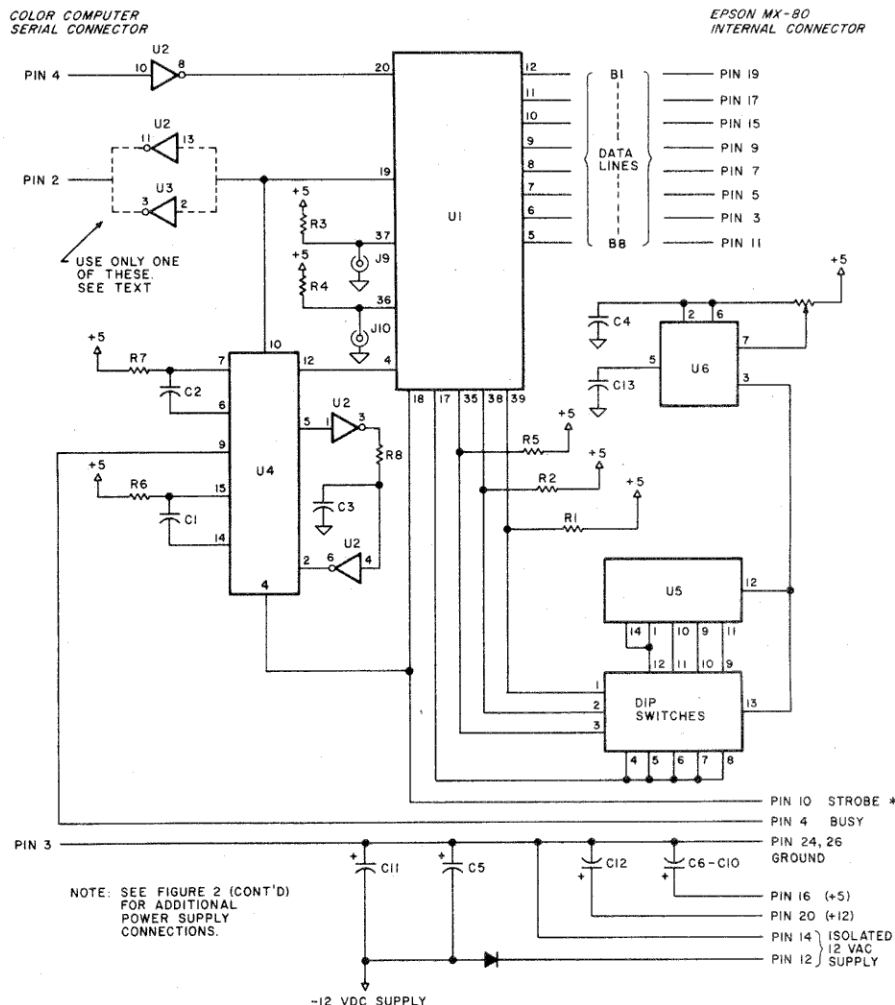 COLOR COMPUTER
SERIAL CONNECTOR
EPSON MX-80
INTERNAL CONNECTOR
PIN 4
10
U2
8
20
U1
12
B1
PIN 19
11
PIN 17
10
PIN 15
9
DATA
LINES
PIN 9
8
PIN 7
7
PIN 5
6
PIN 3
5
B8
PIN 11
U2
11
13
PIN 2
U3
3
2
19
USE ONLY ONE
OF THESE.
SEE TEXT
+5
R3
37
J9
+5
R4
36
J10
4
18
17
35
38
39
+5
R7
7
C2
6
9
+5
R6
15
C1
14
10
12
U4
5
4
2
U2
1
3
R8
C3
U2
6
4
R5
+5
R2
+5
R1
+5
C4
2
6
+5
5
U6
7
3
C13
U5
12
14
1
10
9
11
12
11
10
9
1
2
3
DIP
SWITCHES
13
4
5
6
7
8
PIN 10 STROBE *
PIN 4 BUSY
PIN 3
PIN 24, 26
GROUND
+
C11
+
C5
C12
+
C6-C10
+
PIN 16 (+5)
PIN 20 (+12)
PIN 14
PIN 12
ISOLATED
12 VAC
SUPPLY
NOTE: SEE FIGURE 2 (CONT'D)
FOR ADDITIONAL
POWER SUPPLY
CONNECTIONS.
-12 VDC SUPPLY